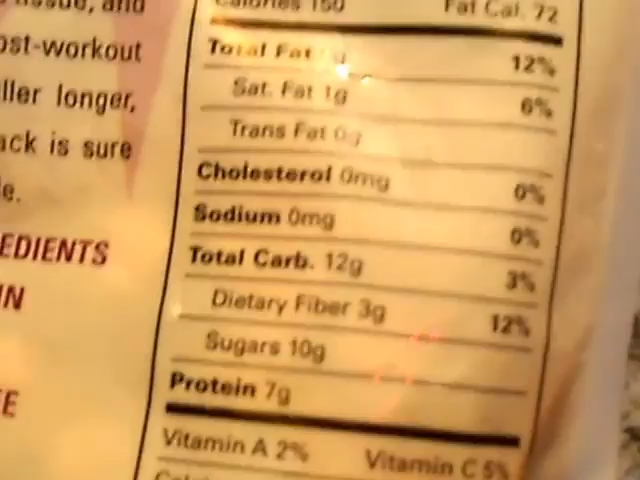 and
ost-workout
ller longer,
ack is sure
e.
EDIENTS
IN
E
Calories 150 Fat Cal. 72
Total Fat g 12%
Sat. Fat 1g 6%
Trans Fat 0g
Cholesterol 0mg 0%
Sodium 0mg 0%
Total Carb. 12g 3%
Dietary Fiber 3g 12%
Sugars 10g
Protein 7g
Vitamin A 2% Vitamin C 5%